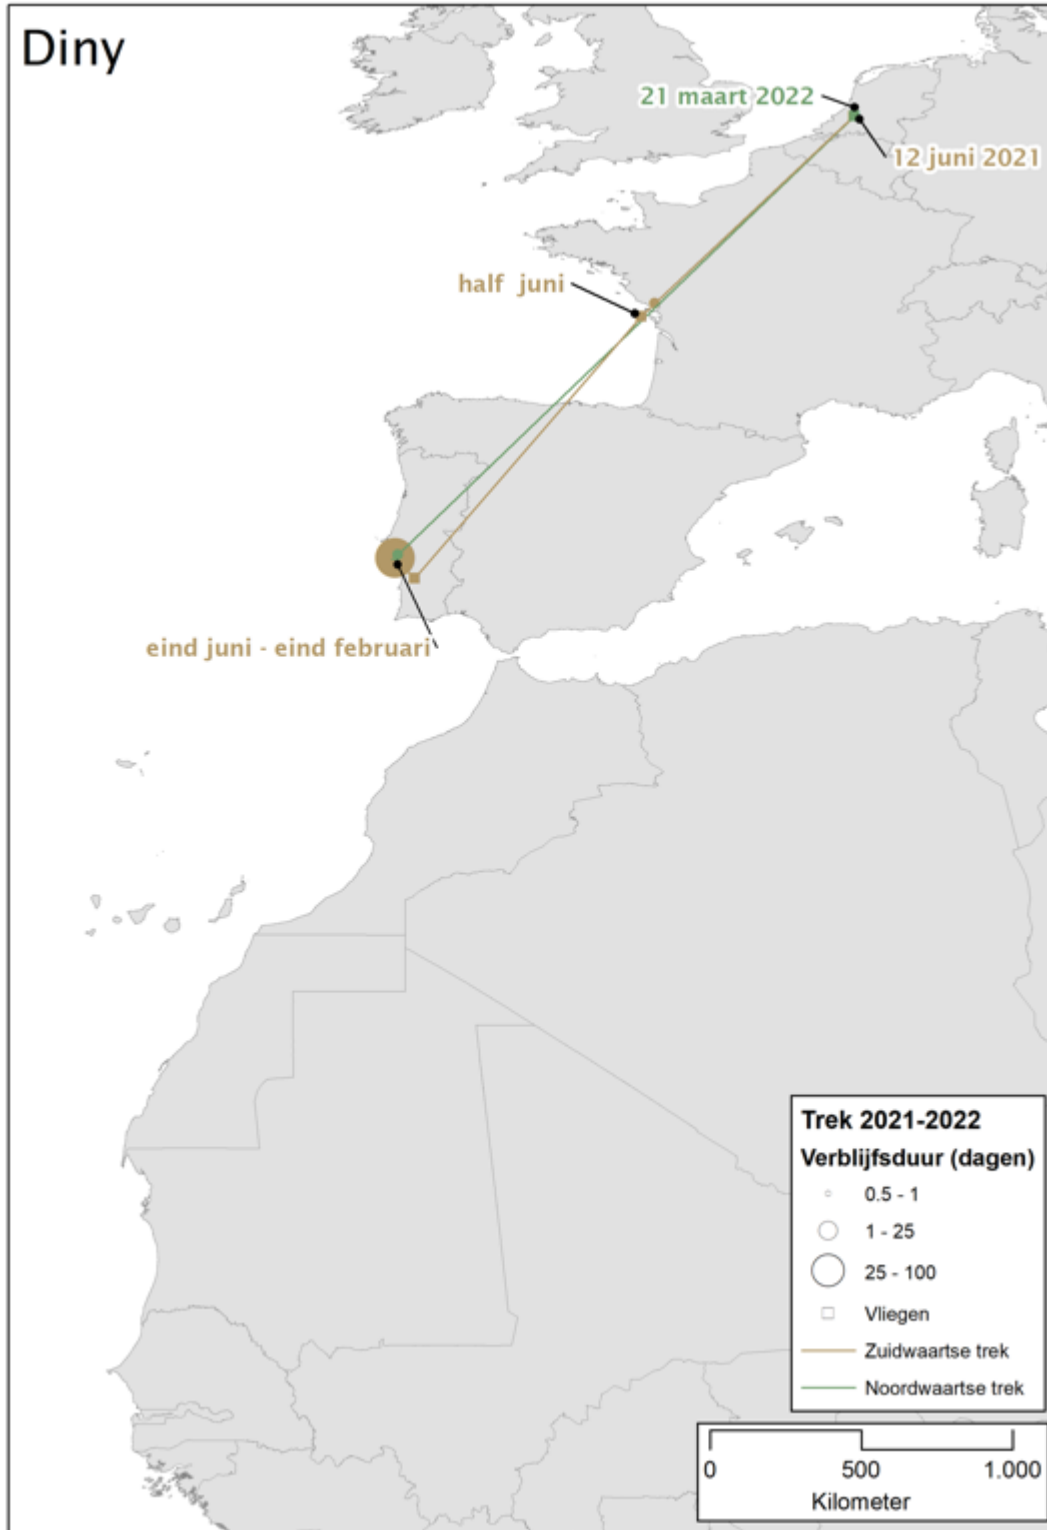 Diny
21 maart 2022
12 juni 2021
half juni
eind juni - eind februari
Trek 2021-2022
Verblijfsduur (dagen)
0.5 - 1
1 - 25
25 - 100
Vliegen
Zuidwaartse trek
Noordwaartse trek
0 500 1.000
Kilometer